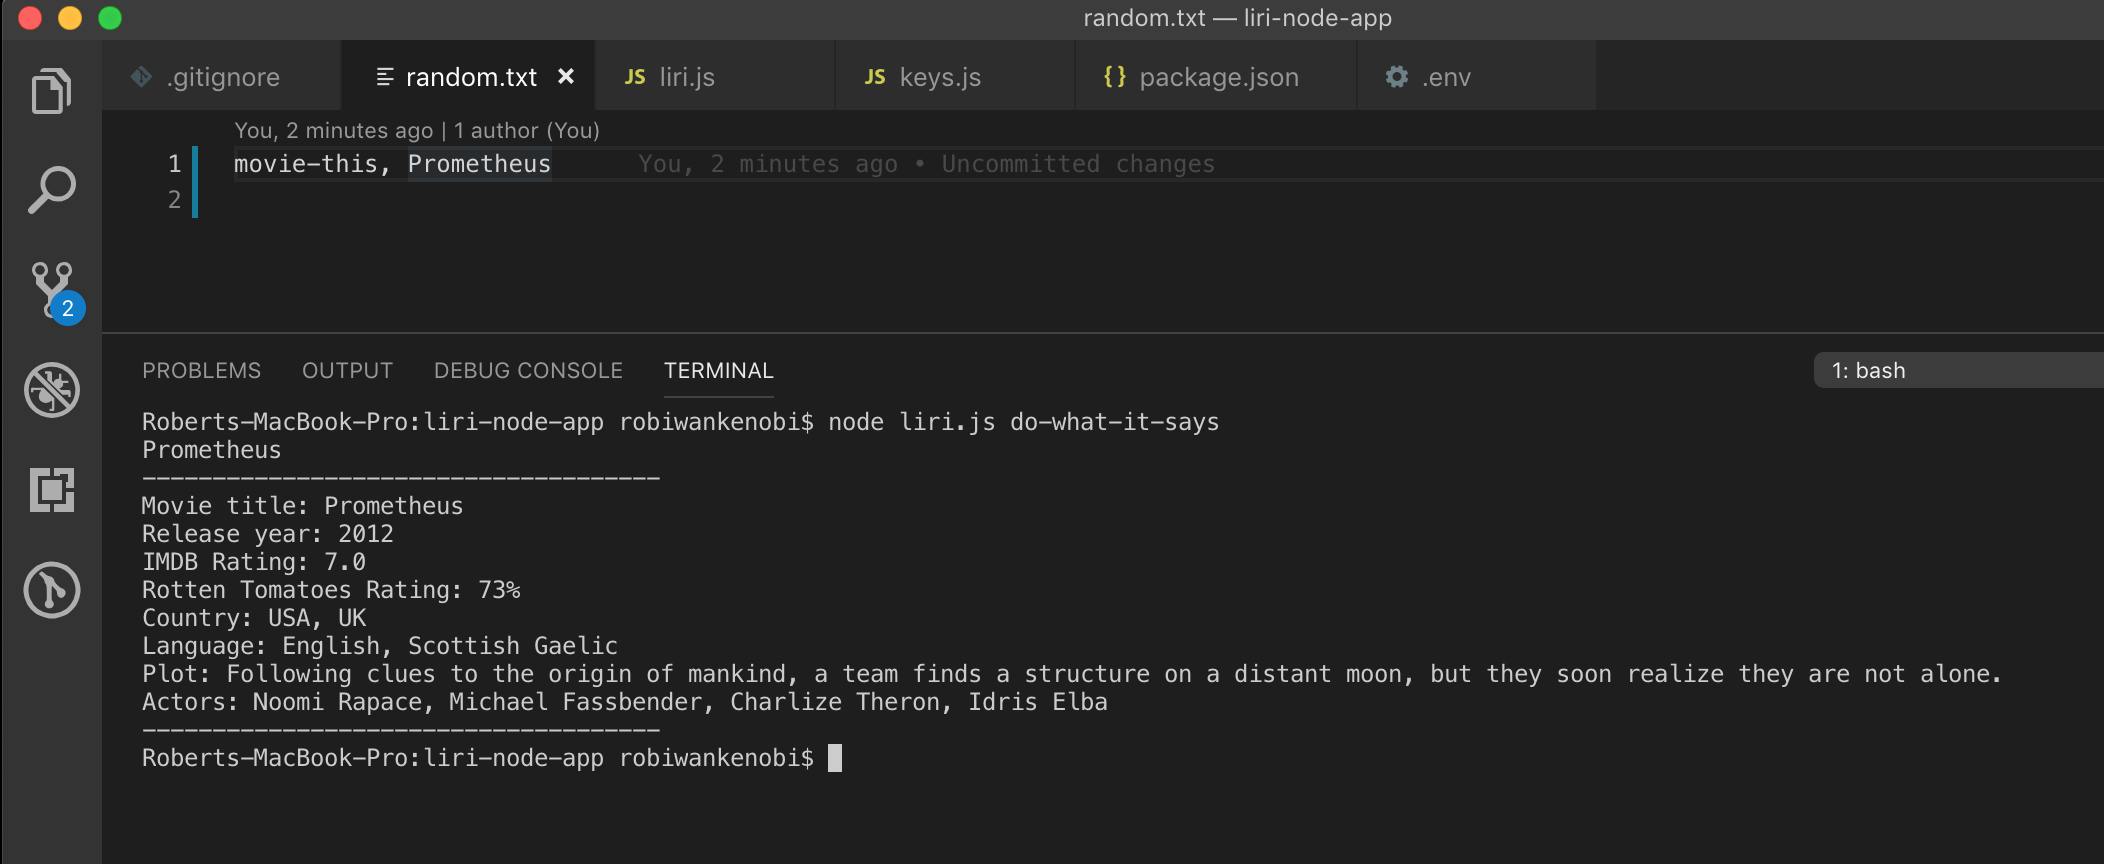 random.txt — liri-node-app
.gitignore
random.txt
JS liri.js
JS keys.js
{} package.json
.env
You, 2 minutes ago | 1 author (You)
1 movie-this, Prometheus You, 2 minutes ago • Uncommitted changes
2
2
PROBLEMS OUTPUT DEBUG CONSOLE TERMINAL 1: bash
Roberts-MacBook-Pro:liri-node-app robiwankenobi$ node liri.js do-what-it-says
Prometheus
-------------------------------------
Movie title: Prometheus
Release year: 2012
IMDB Rating: 7.0
Rotten Tomatoes Rating: 73%
Country: USA, UK
Language: English, Scottish Gaelic
Plot: Following clues to the origin of mankind, a team finds a structure on a distant moon, but they soon realize they are not alone.
Actors: Noomi Rapace, Michael Fassbender, Charlize Theron, Idris Elba
-------------------------------------
Roberts-MacBook-Pro:liri-node-app robiwankenobi$